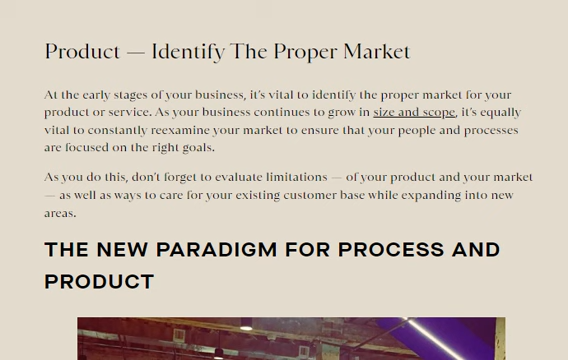 Product — Identify The Proper Market
At the early stages of your business, it's vital to identify the proper market for your
product or service. As your business continues to grow in size and scope, it's equally
vital to constantly reexamine your market to ensure that your people and processes
are focused on the right goals.
As you do this, don't forget to evaluate limitations — of your product and your market
— as well as ways to care for your existing customer base while expanding into new
areas.
THE NEW PARADIGM FOR PROCESS AND
PRODUCT